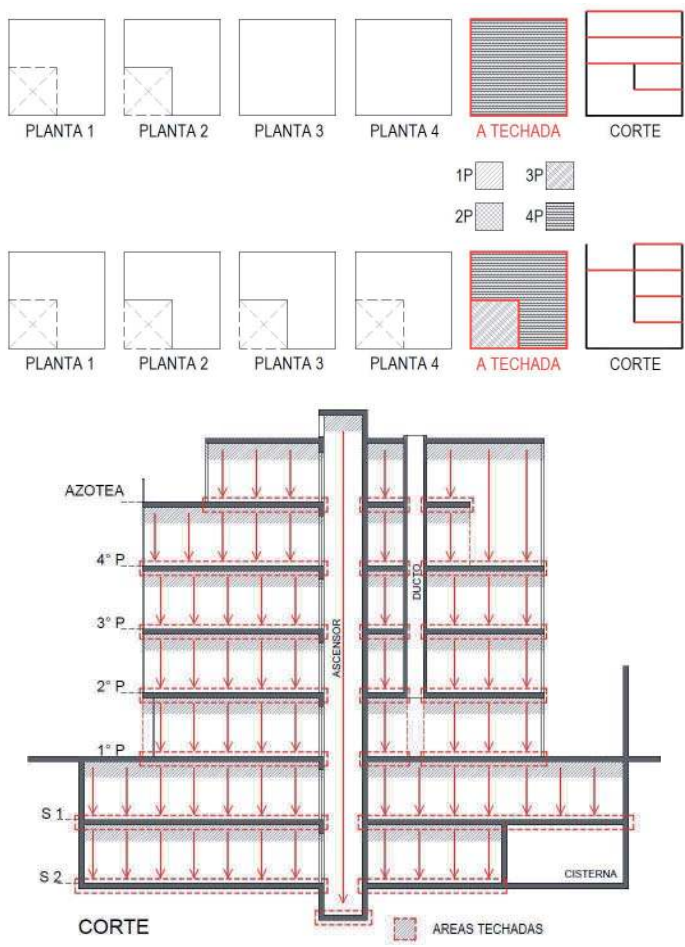 PLANTA 1 PLANTA 2 PLANTA 3 PLANTA 4 A TECHADA CORTE
1P 3P
2P 4P
PLANTA 1 PLANTA 2 PLANTA 3 PLANTA 4 A TECHADA CORTE
AZOTEA
4° P
3° P
2° P
1° P
S 1
S 2
ASCENSOR
DUCTO
CISTERNA
CORTE
AREAS TECHADAS